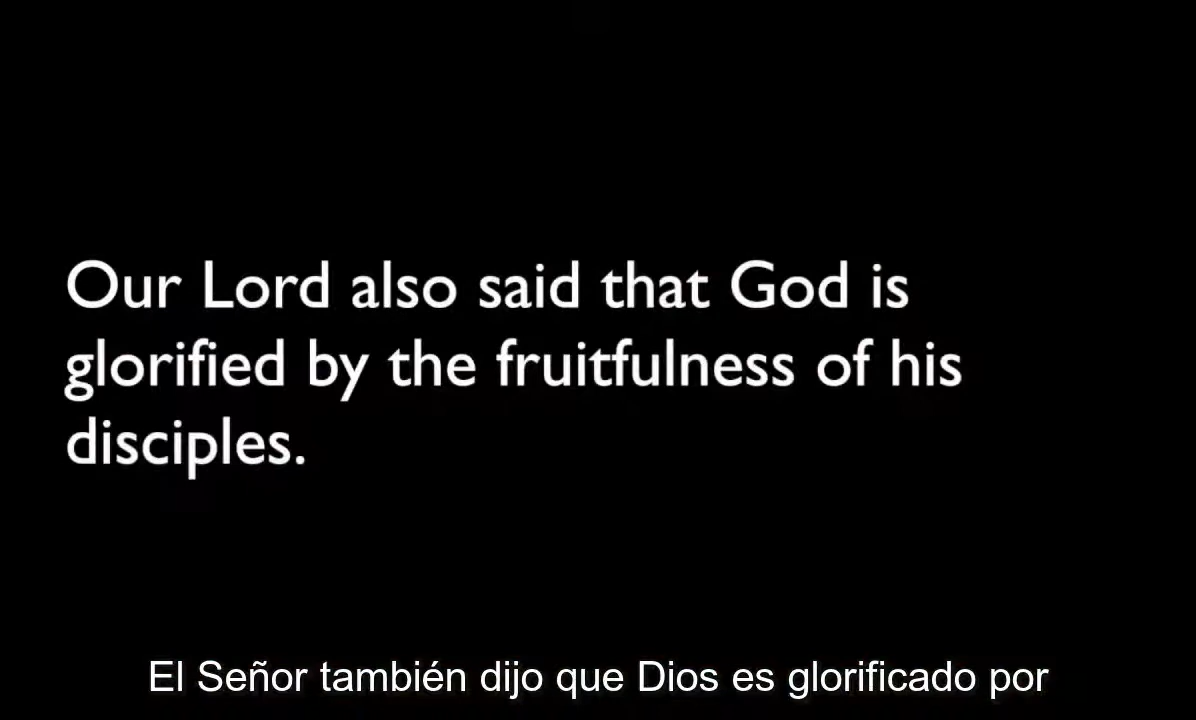 Our Lord also said that God is
glorified by the fruitfulness of his
disciples.
El Señor también dijo que Dios es glorificado por